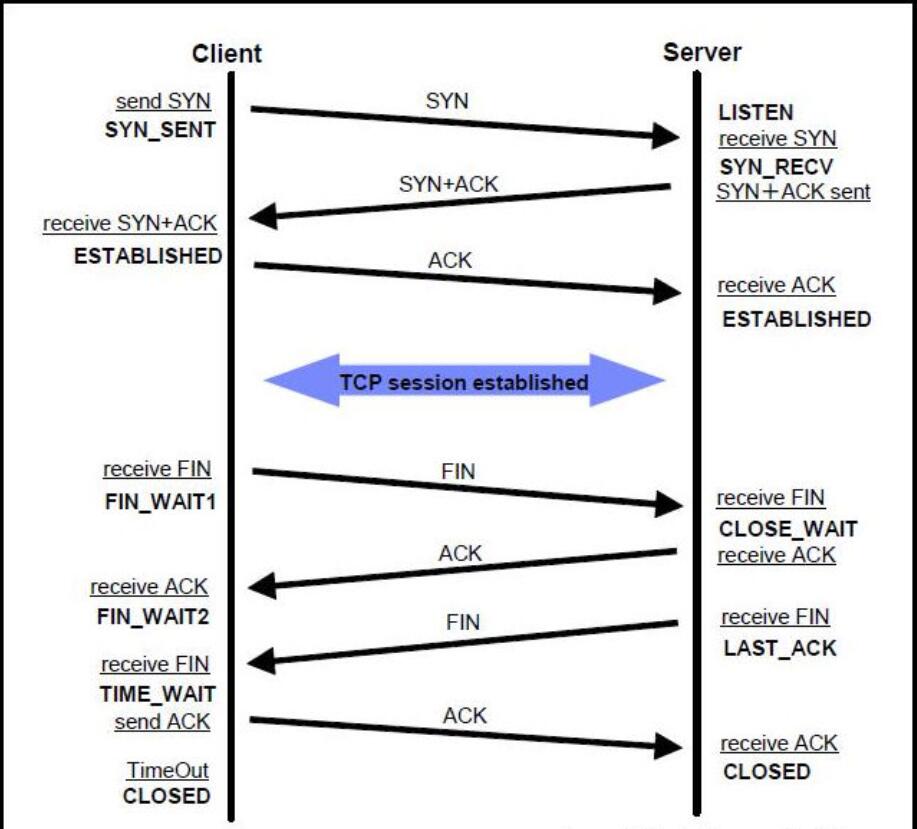 Client
Server
send SYN
SYN
LISTEN
SYN_SENT
receive SYN
SYN_RECV
SYN+ACK
SYN+ACK sent
receive SYN+ACK
ESTABLISHED
ACK
receive ACK
ESTABLISHED
TCP session established
receive FIN
FIN
FIN_WAIT1
receive FIN
CLOSE_WAIT
ACK
receive ACK
receive ACK
FIN_WAIT2
FIN
receive FIN
LAST_ACK
receive FIN
TIME_WAIT
send ACK
ACK
receive ACK
CLOSED
TimeOut
CLOSED